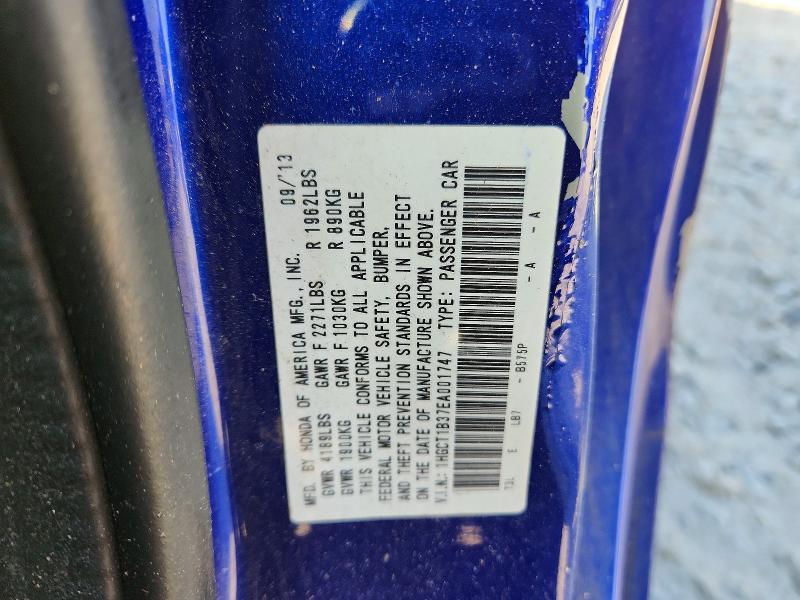 MFD. BY HONDA OF AMERICA MFG., INC. 09/'13
GVWR 4189LBS GAWR F 2271LBS R 1962LBS
GVWR 1900KG GAWR F 1030KG R 890KG
THIS VEHICLE CONFORMS TO ALL APPLICABLE
FEDERAL MOTOR VEHICLE SAFETY, BUMPER,
AND THEFT PREVENTION STANDARDS IN EFFECT
ON THE DATE OF MANUFACTURE SHOWN ABOVE.
V.I.N.: 1HGCT1B37EA001747 TYPE: PASSENGER CAR
T3L E LB7 - B575P - A - A